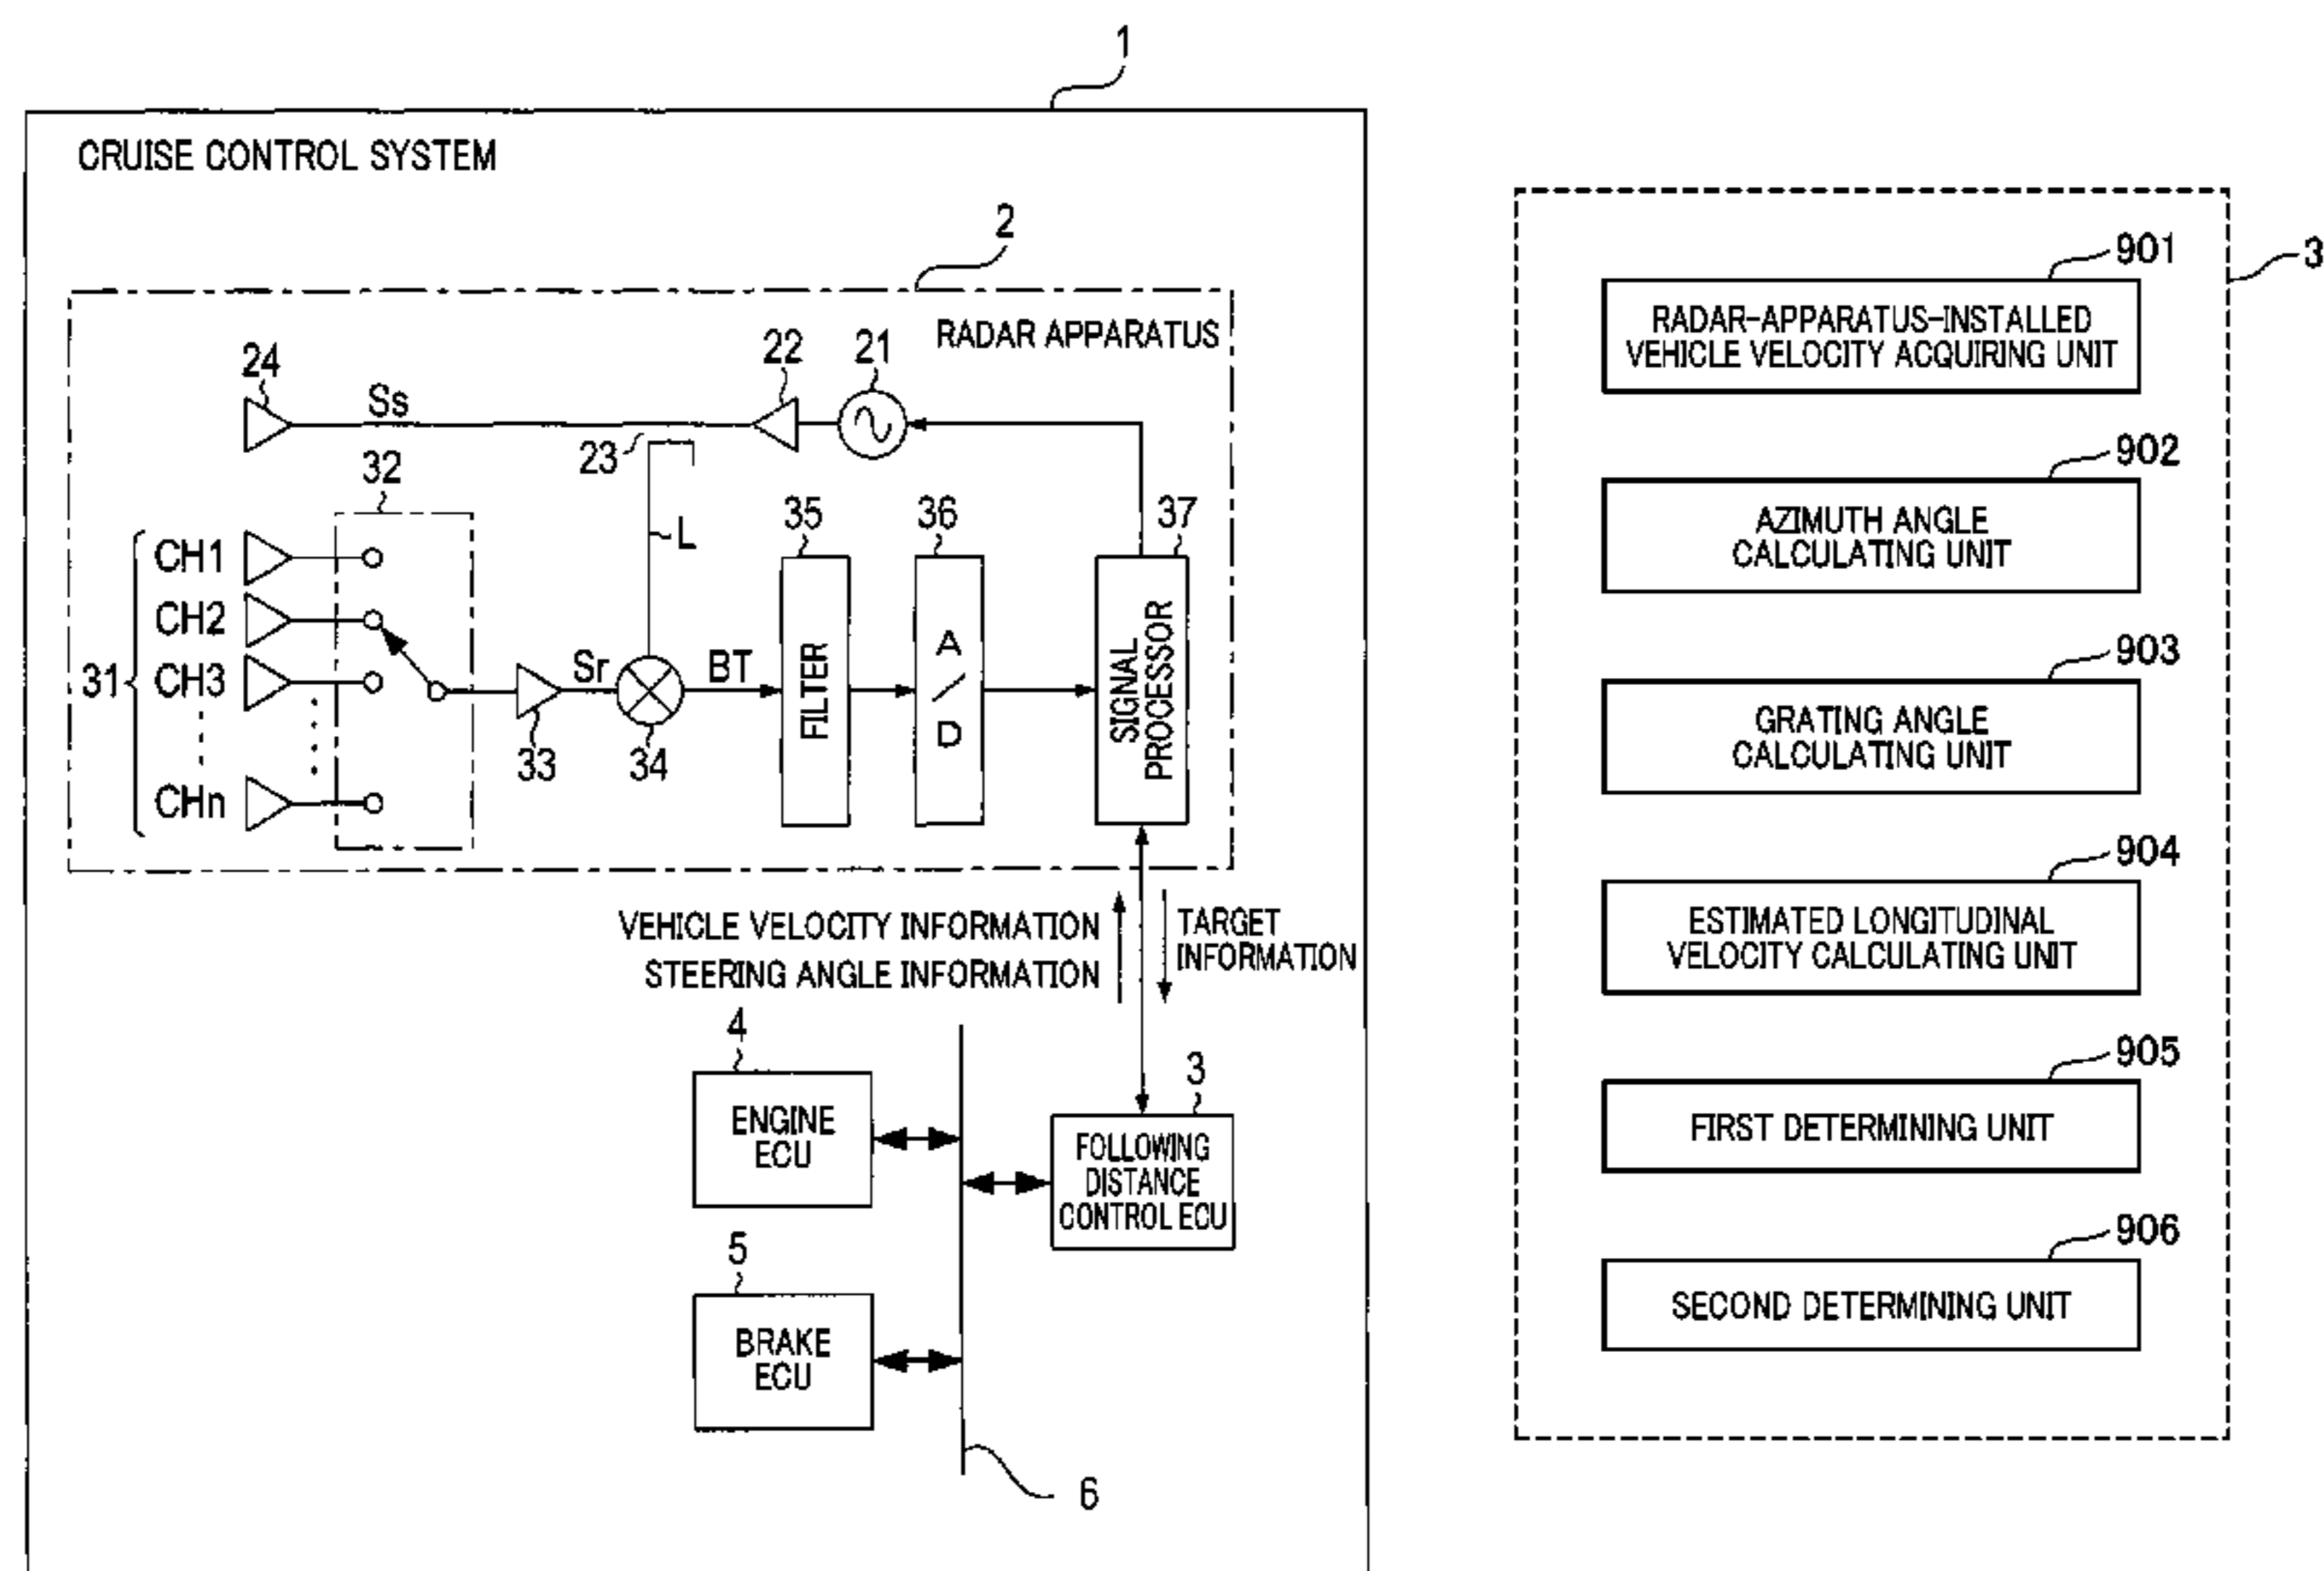 1
CRUISE CONTROL SYSTEM
2
RADAR APPARATUS
24
Ss
22
21
23
32
L
35
36
37
31
CH1
CH2
CH3
CHn
Sr
33
34
BT
FILTER
A/D
SIGNAL
PROCESSOR
VEHICLE VELOCITY INFORMATION
STEERING ANGLE INFORMATION
TARGET
INFORMATION
4
ENGINE
ECU
3
FOLLOWING
DISTANCE
CONTROL ECU
5
BRAKE
ECU
6
3
901
RADAR-APPARATUS-INSTALLED
VEHICLE VELOCITY ACQUIRING UNIT
902
AZIMUTH ANGLE
CALCULATING UNIT
903
GRATING ANGLE
CALCULATING UNIT
904
ESTIMATED LONGITUDINAL
VELOCITY CALCULATING UNIT
905
FIRST DETERMINING UNIT
906
SECOND DETERMINING UNIT